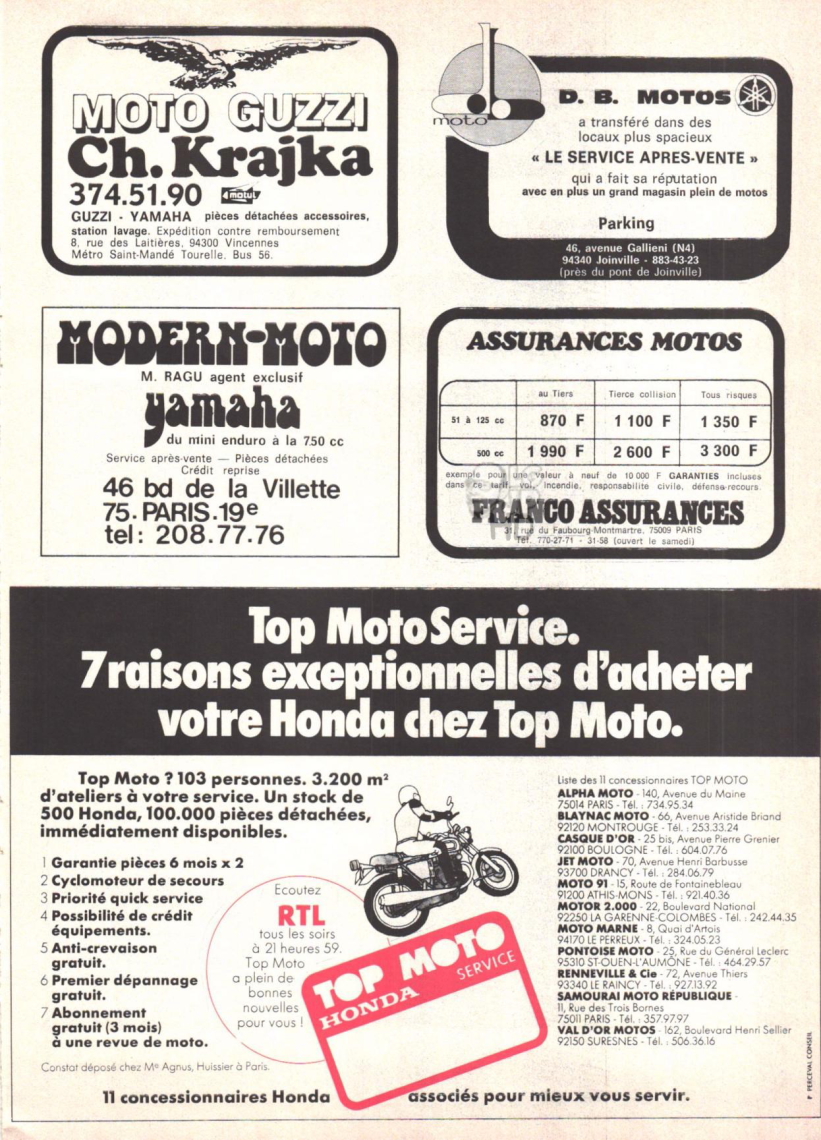 MOTO GUZZI
Ch. Krajka
374.51.90 motul
GUZZI - YAMAHA pièces détachées accessoires,
station lavage. Expédition contre remboursement
8, rue des Laitières, 94300 Vincennes
Métro Saint-Mandé Tourelle. Bus 56.
moto
D. B. MOTOS
a transféré dans des
locaux plus spacieux
« LE SERVICE APRES-VENTE »
qui a fait sa réputation
avec en plus un grand magasin plein de motos
Parking
46, avenue Gallieni (N4)
94340 Joinville - 883-43-23
(près du pont de Joinville)
MODERN-MOTO
M. RAGU agent exclusif
yamaha
du mini enduro à la 750 cc
Service après-vente — Pièces détachées
Crédit reprise
46 bd de la Villette
75. PARIS.19e
tel: 208.77.76
ASSURANCES MOTOS
au Tiers Tierce collision Tous risques
51 à 125 cc 870 F 1 100 F 1 350 F
500 cc 1 990 F 2 600 F 3 300 F
exemple pour une valeur à neuf de 10 000 F GARANTIES incluses
dans ce tarif vol, incendie, responsabilité civile, défense-recours.
FRANCO ASSURANCES
31, rue du Faubourg-Montmartre, 75009 PARIS
Tél. 770-27-71 - 31-58 (ouvert le samedi)
Top Moto Service.
7 raisons exceptionnelles d'acheter
votre Honda chez Top Moto.
Top Moto ? 103 personnes. 3.200 m²
d'ateliers à votre service. Un stock de
500 Honda, 100.000 pièces détachées,
immédiatement disponibles.
1 Garantie pièces 6 mois x 2
2 Cyclomoteur de secours
3 Priorité quick service
4 Possibilité de crédit
équipements.
5 Anti-crevaison
gratuit.
6 Premier dépannage
gratuit.
7 Abonnement
gratuit (3 mois)
à une revue de moto.
Constat déposé chez Me Agnus, Huissier à Paris.
Ecoutez
RTL
tous les soirs
à 21 heures 59.
Top Moto
a plein de
bonnes
nouvelles
pour vous !
TOP MOTO
HONDA SERVICE
Liste des 11 concessionnaires TOP MOTO
ALPHA MOTO - 140, Avenue du Maine
75014 PARIS - Tél. : 734.95.34
BLAYNAC MOTO - 66, Avenue Aristide Briand
92120 MONTROUGE - Tél. : 253.33.24
CASQUE D'OR - 25 bis, Avenue Pierre Grenier
92100 BOULOGNE - Tél. : 604.07.76
JET MOTO - 70, Avenue Henri Barbusse
93700 DRANCY - Tél. : 284.06.79
MOTO 91 - 15, Route de Fontainebleau
91200 ATHIS-MONS - Tél. : 921.40.36
MOTOR 2.000 - 22, Boulevard National
92250 LA GARENNE-COLOMBES - Tél. : 242.44.35
MOTO MARNE - 8, Quai d'Artois
94170 LE PERREUX - Tél. : 324.05.23
PONTOISE MOTO - 25, Rue du Général Leclerc
95310 ST-OUEN-L'AUMÔNE - Tél. : 464.29.57
RENNEVILLE & Cie - 72, Avenue Thiers
93340 LE RAINCY - Tél. : 927.13.92
SAMOURAI MOTO RÉPUBLIQUE -
11, Rue des Trois Bornes
75011 PARIS - Tél. : 357.97.97
VAL D'OR MOTOS - 162, Boulevard Henri Sellier
92150 SURESNES - Tél. : 506.36.16
11 concessionnaires Honda associés pour mieux vous servir.
P PERCEVAL CONSEIL